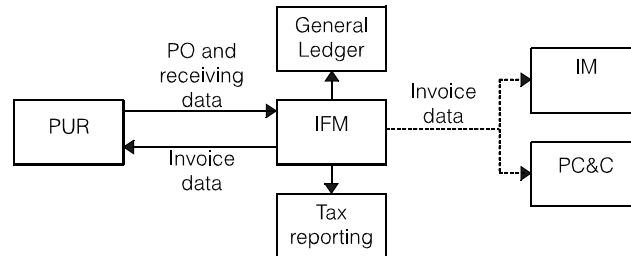 General
Ledger
PO and
receiving
data
PUR
Invoice
data
IFM
Invoice
data
IM
PC&C
Tax
reporting